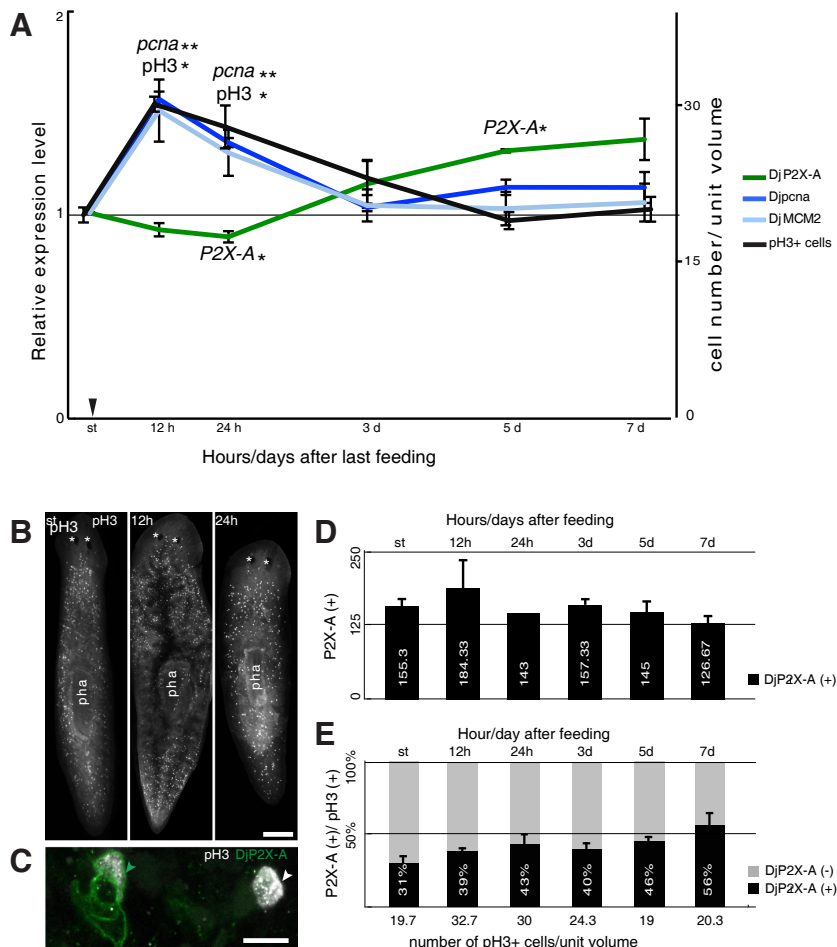 A
2
pcna **
pH3 *
pcna **
pH3 *
P2X-A*
P2X-A*
1
0
Relative expression level
30
15
0
cell number/ unit volume
DjP2X-A
Djpcna
DjMCM2
pH3+ cells
st 12 h 24 h 3 d 5 d 7 d
Hours/days after last feeding
B
st pH3 12h 24h
pH3
* * * * * *
pha pha pha
C
pH3 DjP2X-A
D
Hours/days after feeding
st 12h 24h 3d 5d 7d
P2X-A (+)
250
125
0
155.3 184.33 143 157.33 145 126.67
DjP2X-A (+)
E
Hour/day after feeding
st 12h 24h 3d 5d 7d
P2X-A (+)/ pH3 (+)
100%
50%
31% 39% 43% 40% 46% 56%
DjP2X-A (-)
DjP2X-A (+)
19.7 32.7 30 24.3 19 20.3
number of pH3+ cells/unit volume